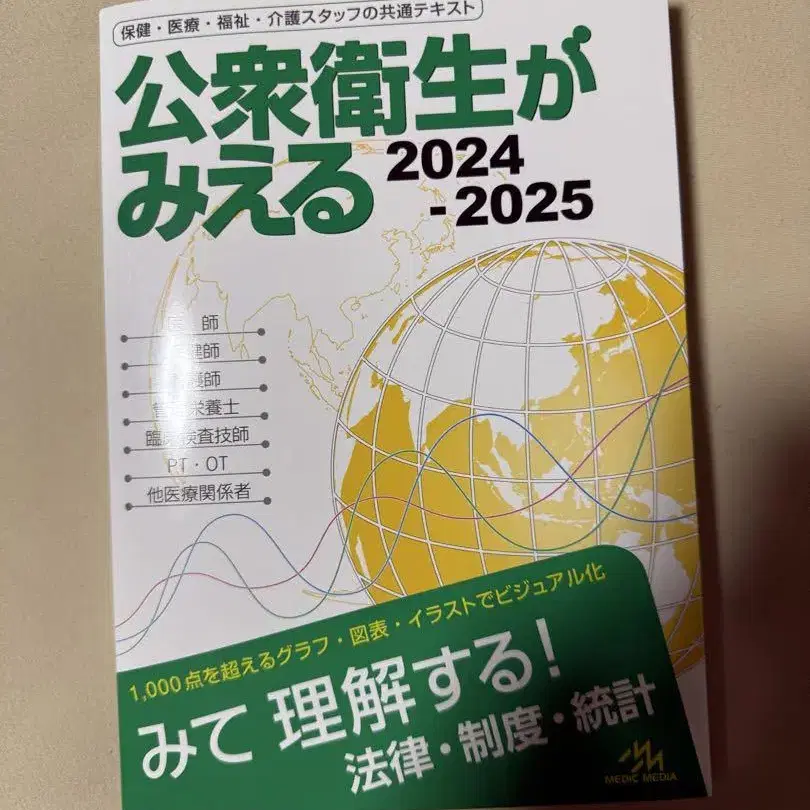 保健・医療・福祉・介護スタッフの共通テキスト
公衆衛生が
みえる 2024
-2025
師
師
師
栄養士
臨床検査技師
PT・OT
他医療関係者
1,000点を超えるグラフ・図表・イラストでビジュアル化
みて 理解する!
法律・制度・統計
MEDIC MEDIA